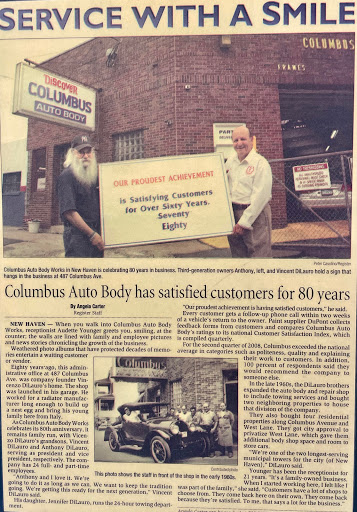 SERVICE WITH A SMILE
DISCOVER
COLUMBUS
AUTO BODY
COLUMBUS
FRAMES
OUR PROUDEST ACHIEVEMENT
is Satisfying Customers
for Over Sixty Years.
Seventy
Eighty
Columbus Auto Body Works in New Haven is celebrating 80 years in business. Third-generation owners Anthony, left, and Vincent DiLauro hold a sign that
hangs in the business at 487 Columbus Ave.
Columbus Auto Body has satisfied customers for 80 years
By Angela Carter
Register Staff
NEW HAVEN — When you walk into Columbus Auto Body
Works, receptionist Audette Younger greets you, smiling, at the
counter; the walls are lined with family and employee pictures
and news stories chronicling the growth of the business.
Words that have protected decades of memo-
ries entertain a waiting customer
or vendor.
Eighty years ago, this admin-
istrative office at 487 Columbus
Ave. was company founder Vin-
cenzo DiLauro's home. The shop
was launched in his garage. He
worked for a radiator manufac-
turer long enough to build up
a nest egg and bring his young
family here from Italy.
As Columbus Auto Body Works
celebrates its 80th anniversary, it
remains family run, with Vicen-
zo DiLauro's grandsons, Vincent
DiLauro and Anthony DiLauro,
serving as president and vice
president, respectively. The com-
pany has 24 full- and part-time
employees.
"Anthony and I love it. We're
going to do it as long as we can. We want to keep the tradition
going. We're getting ready for the next generation," Vincent
DiLauro said.
His daughter, Jennifer DiLauro, runs the 24-hour towing depart-
ment.
"Our proudest achievement is having satisfied customers," he said.
Every customer gets a follow-up phone call within two weeks
of a vehicle's return to the owner. Paint supplier DuPont collects
feedback forms from customers and compares Columbus Auto
Body's ratings to its national Customer Satisfaction Index, which
is compiled quarterly.
For the second quarter of 2008, Columbus exceeded the national
average in categories such as politeness, quality and explaining
their work to customers. In addition,
100 percent of respondents said they
would recommend the company to
someone else.
In the late 1960s, the DiLauro brothers
expanded the auto body and repair shop
to include towing services and bought
two neighboring properties to house
that division of the company.
They also bought four residential
properties along Columbus Avenue and
West Lane. They got city approval to
privatize West Lane, which gave them
additional body shop space and room to
store cars.
"We're one of the two longest-serving
municipal towers for the city (of New
Haven)," DiLauro said.
Younger has been the receptionist for
11 years. "It's a family-owned business.
When I started working here, I felt like I
was part of the family," she said. "Customers have a lot of shops to
choose from. They come back on their own. They come back
because they're satisfied. To me, that says a lot for the business."
This photo shows the staff in front of the shop in the early 1960s.